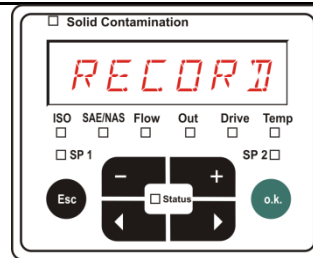 Solid Contamination
RECORD
ISO SAE/NAS Flow Out Drive Temp
SP 1 SP 2
- +
Esc Status o.k.